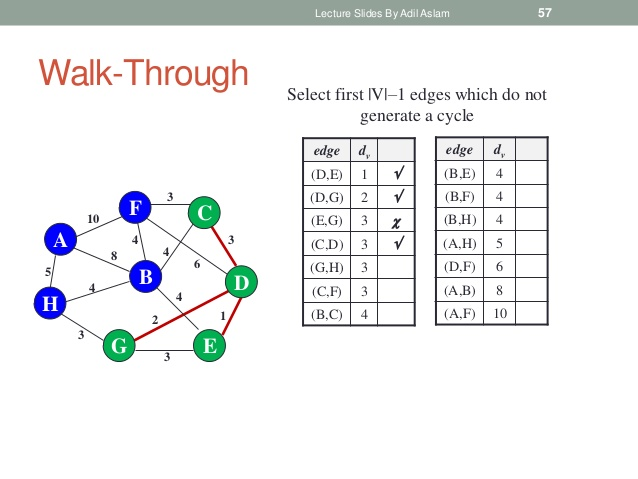 Lecture Slides By Adil Aslam 57
Walk-Through
Select first |V|–1 edges which do not
generate a cycle
edge dv
(D,E) 1 √
(D,G) 2 √
(E,G) 3 χ
(C,D) 3 √
(G,H) 3
(C,F) 3
(B,C) 4
edge dv
(B,E) 4
(B,F) 4
(B,H) 4
(A,H) 5
(D,F) 6
(A,B) 8
(A,F) 10
3
F
C
10
A
4
3
8
4
6
5
B
D
4
4
H
2
1
3
G
E
3